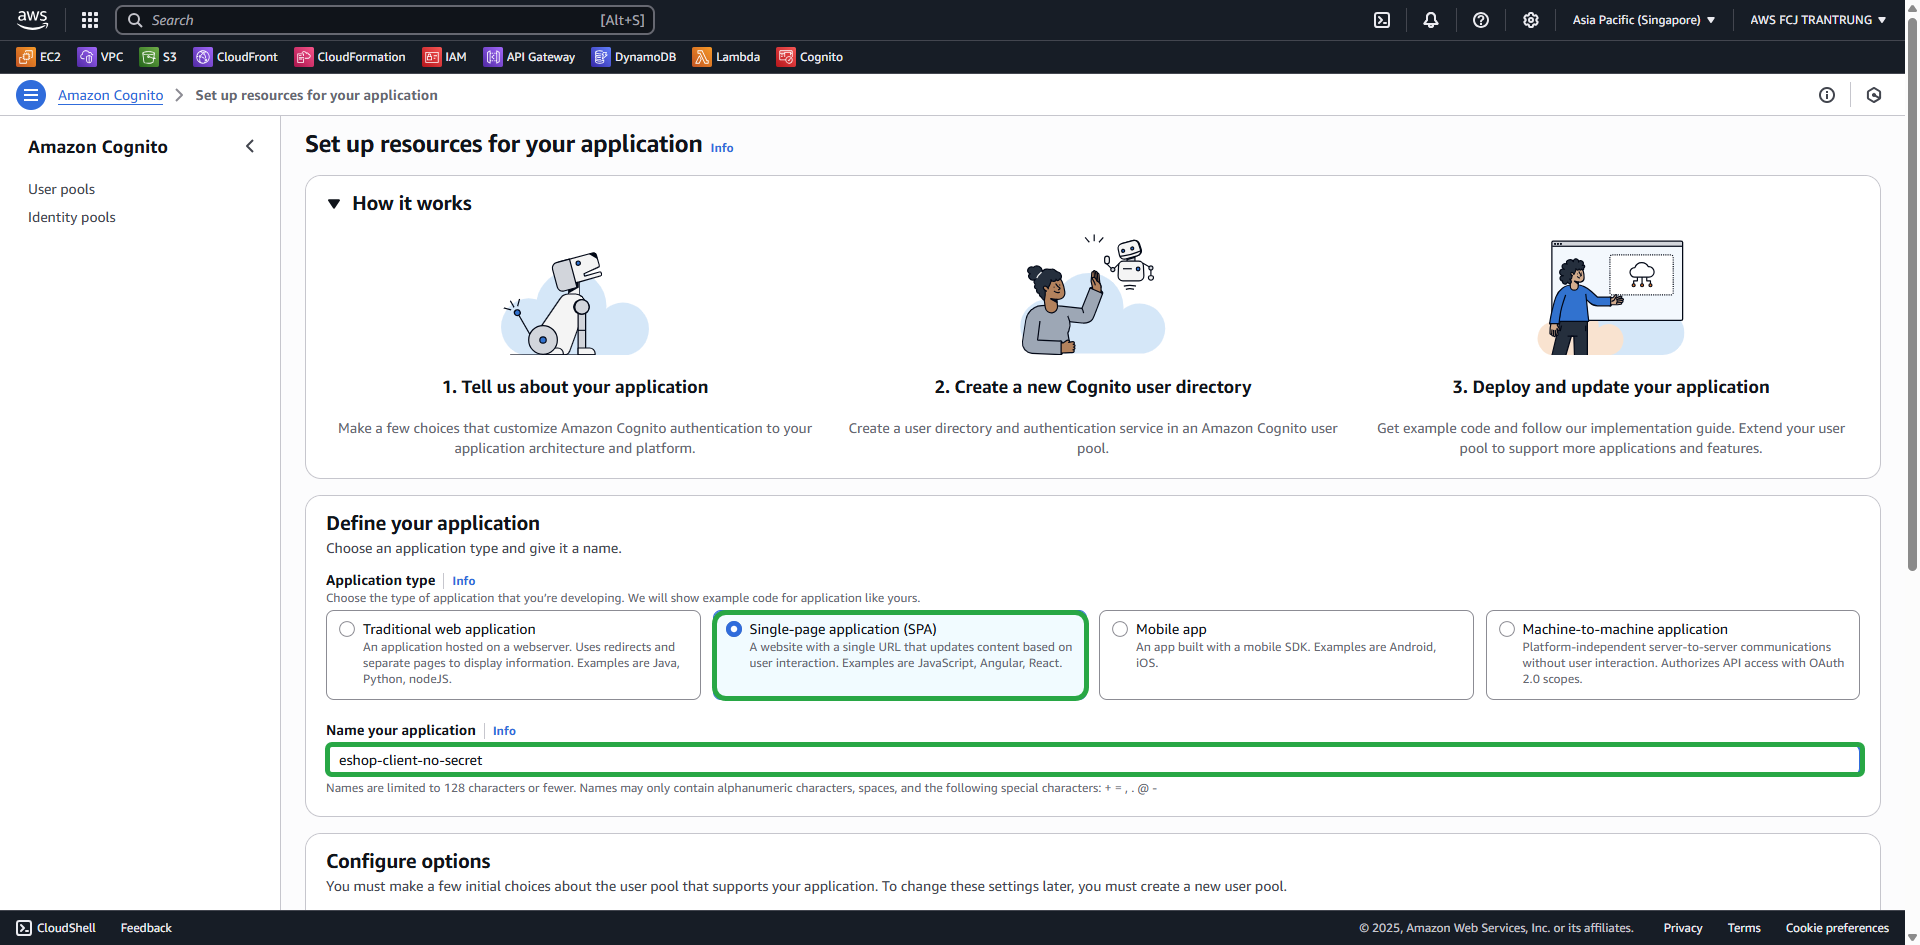 aws
Search [Alt+S]
Asia Pacific (Singapore)
AWS FCJ TRANTRUNG
EC2 VPC S3 CloudFront CloudFormation IAM API Gateway DynamoDB Lambda Cognito
Amazon Cognito
Set up resources for your application
Amazon Cognito
User pools
Identity pools
Set up resources for your application Info
How it works
1. Tell us about your application
Make a few choices that customize Amazon Cognito authentication to your
application architecture and platform.
2. Create a new Cognito user directory
Create a user directory and authentication service in an Amazon Cognito user
pool.
3. Deploy and update your application
Get example code and follow our implementation guide. Extend your user
pool to support more applications and features.
Define your application
Choose an application type and give it a name.
Application type Info
Choose the type of application that you're developing. We will show example code for application like yours.
Traditional web application
An application hosted on a webserver. Uses redirects and
separate pages to display information. Examples are Java,
Python, nodeJS.
Single-page application (SPA)
A website with a single URL that updates content based on
user interaction. Examples are JavaScript, Angular, React.
Mobile app
An app built with a mobile SDK. Examples are Android,
iOS.
Machine-to-machine application
Platform-independent server-to-server communications
without user interaction. Authorizes API access with OAuth
2.0 scopes.
Name your application Info
eshop-client-no-secret
Names are limited to 128 characters or fewer. Names may only contain alphanumeric characters, spaces, and the following special characters: + = , . @ -
Configure options
You must make a few initial choices about the user pool that supports your application. To change these settings later, you must create a new user pool.
CloudShell Feedback
© 2025, Amazon Web Services, Inc. or its affiliates. Privacy Terms Cookie preferences